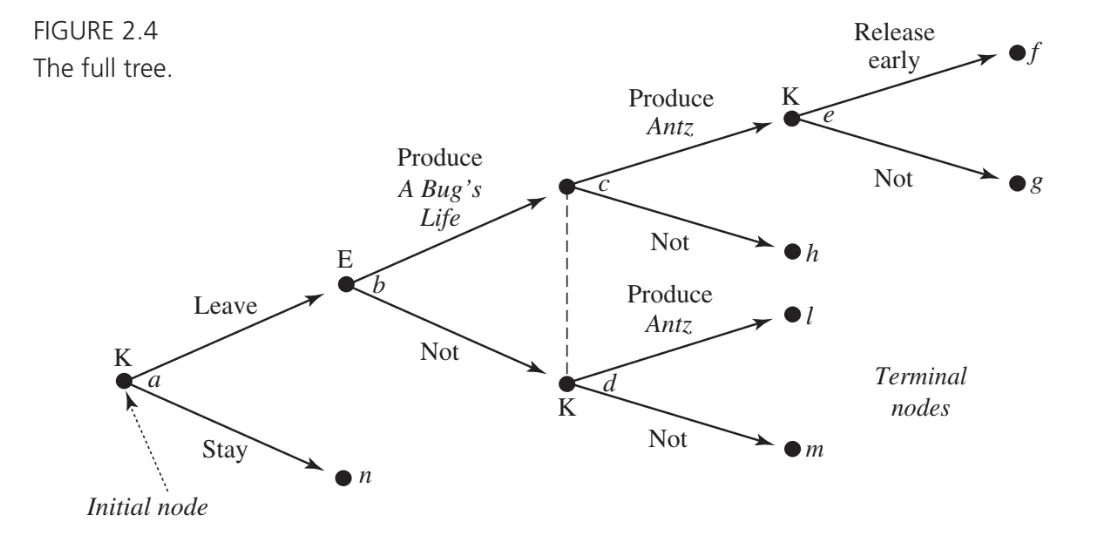 FIGURE 2.4
The full tree.
Release
early
f
Produce
Antz
K
e
Not
g
Produce
A Bug’s
Life
c
Not
h
E
b
Leave
Produce
Antz
l
Not
K
a
d
K
Not
m
Terminal
nodes
Stay
n
Initial node